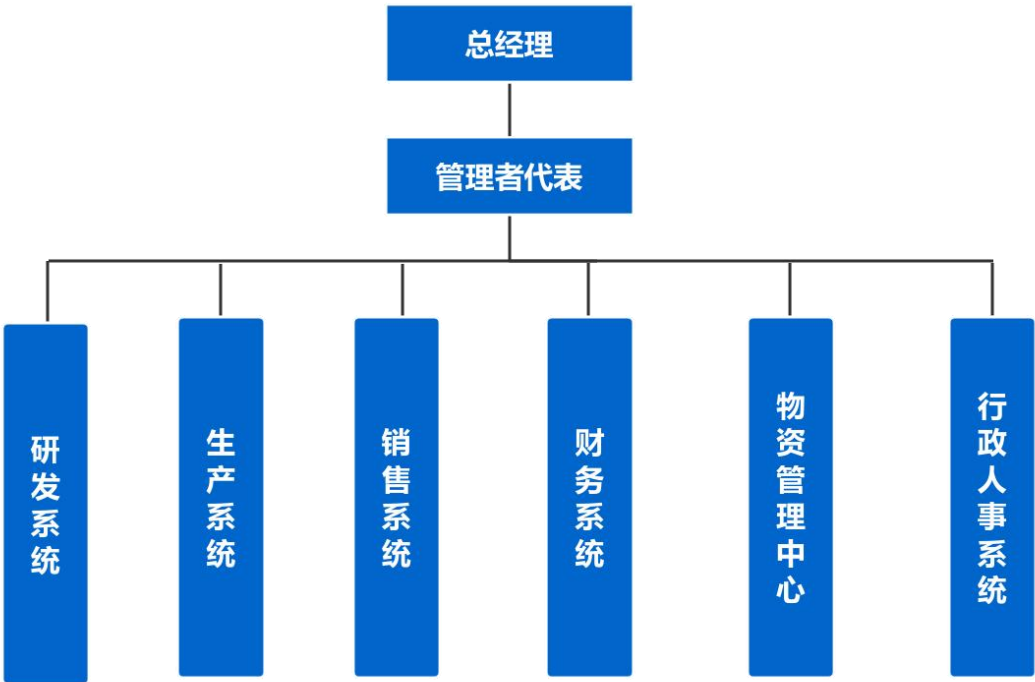 总经理
管理者代表
研发系统
生产系统
销售系统
财务系统
物资管理中心
行政人事系统